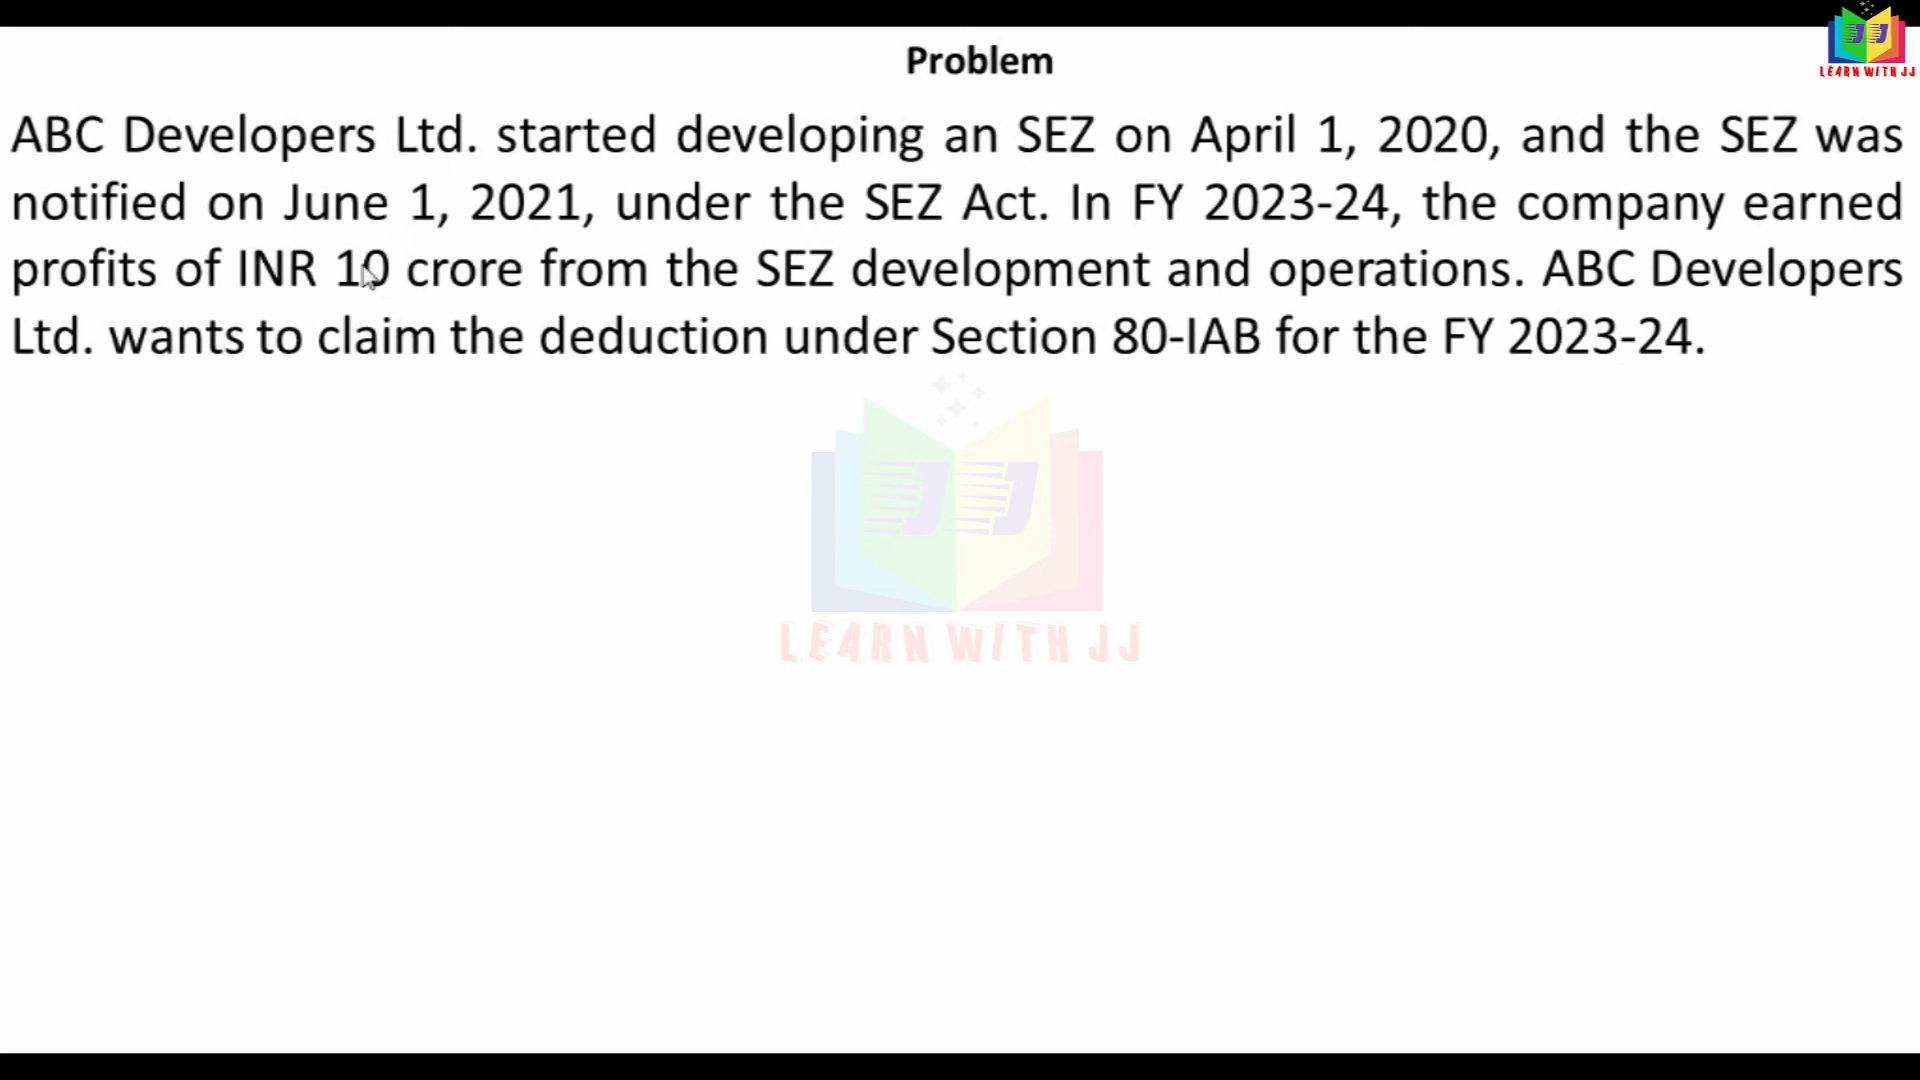 Problem
LEARN WITH JJ
ABC Developers Ltd. started developing an SEZ on April 1, 2020, and the SEZ was
notified on June 1, 2021, under the SEZ Act. In FY 2023-24, the company earned
profits of INR 10 crore from the SEZ development and operations. ABC Developers
Ltd. wants to claim the deduction under Section 80-IAB for the FY 2023-24.
JJ
LEARN WITH JJ